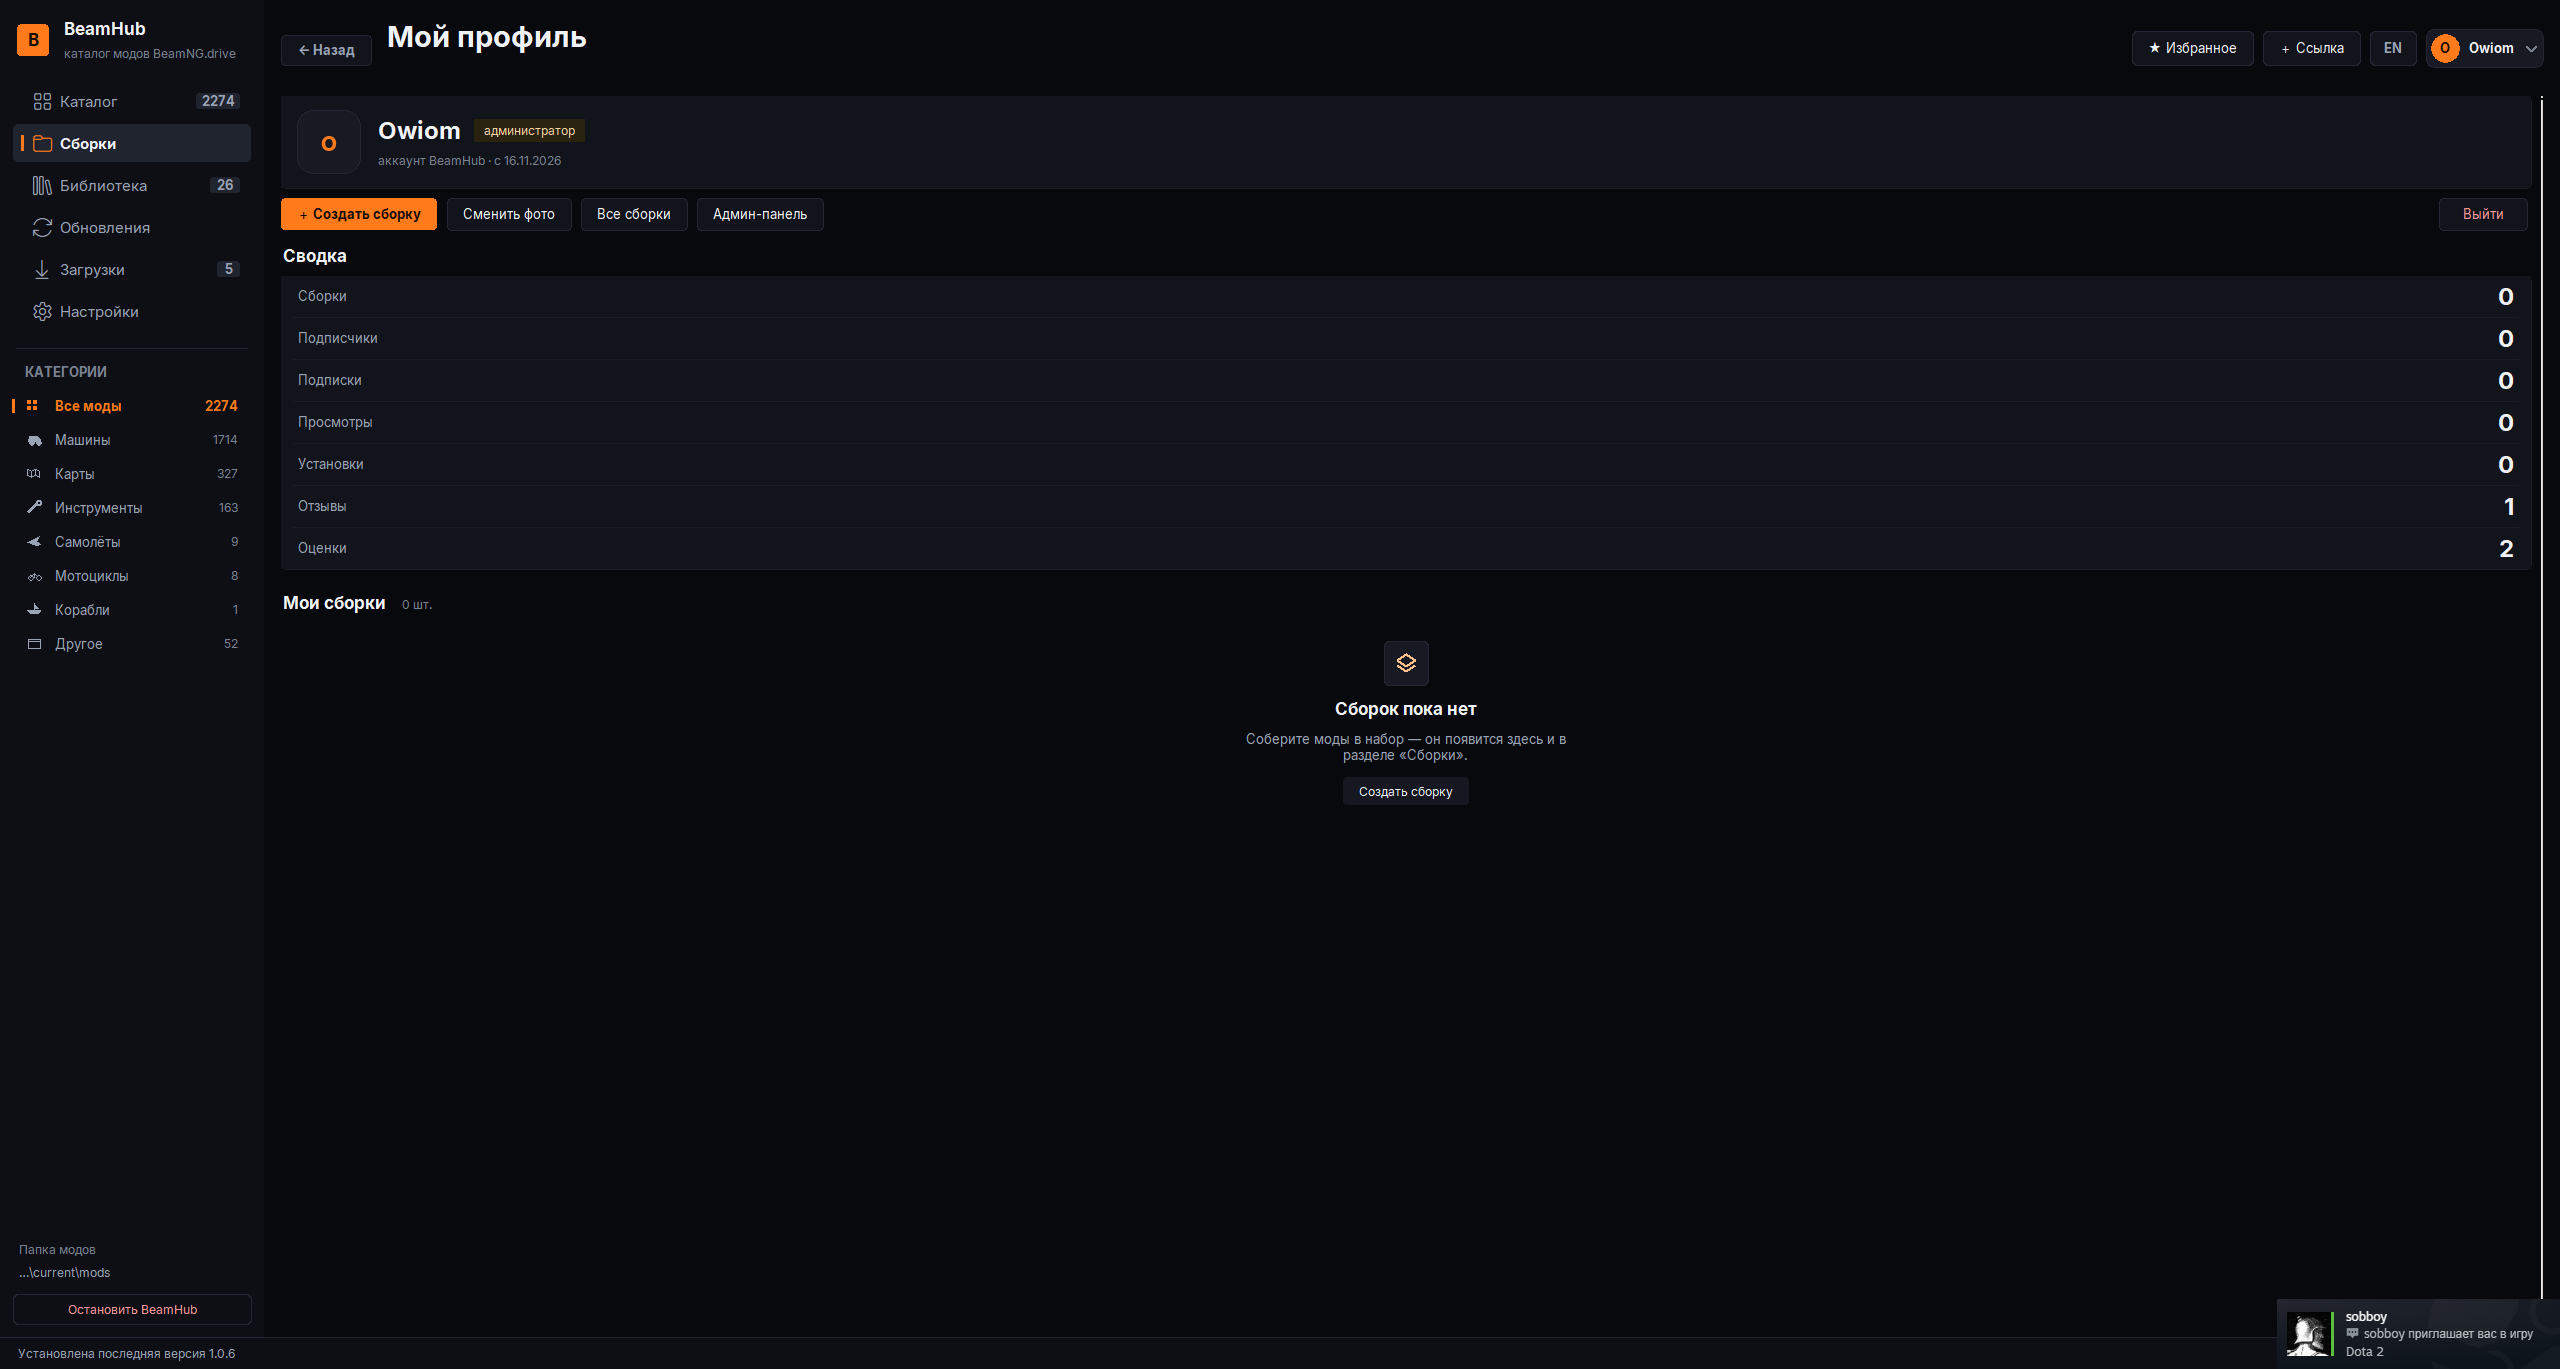 B
BeamHub
каталог модов BeamNG.drive
Каталог 2274
Сборки
Библиотека 26
Обновления
Загрузки 5
Настройки
КАТЕГОРИИ
Все моды 2274
Машины 1714
Карты 327
Инструменты 163
Самолёты 9
Мотоциклы 8
Корабли 1
Другое 52
Папка модов
...\current\mods
Остановить BeamHub
Установлена последняя версия 1.0.6
← Назад
Мой профиль
★ Избранное
+ Ссылка
EN
O Owiom
O
Owiom администратор
аккаунт BeamHub · с 16.11.2026
+ Создать сборку
Сменить фото
Все сборки
Админ-панель
Выйти
Сводка
Сборки 0
Подписчики 0
Подписки 0
Просмотры 0
Установки 0
Отзывы 1
Оценки 2
Мои сборки 0 шт.
Сборок пока нет
Соберите моды в набор — он появится здесь и в
разделе «Сборки».
Создать сборку
sobboy
sobboy приглашает вас в игру
Dota 2